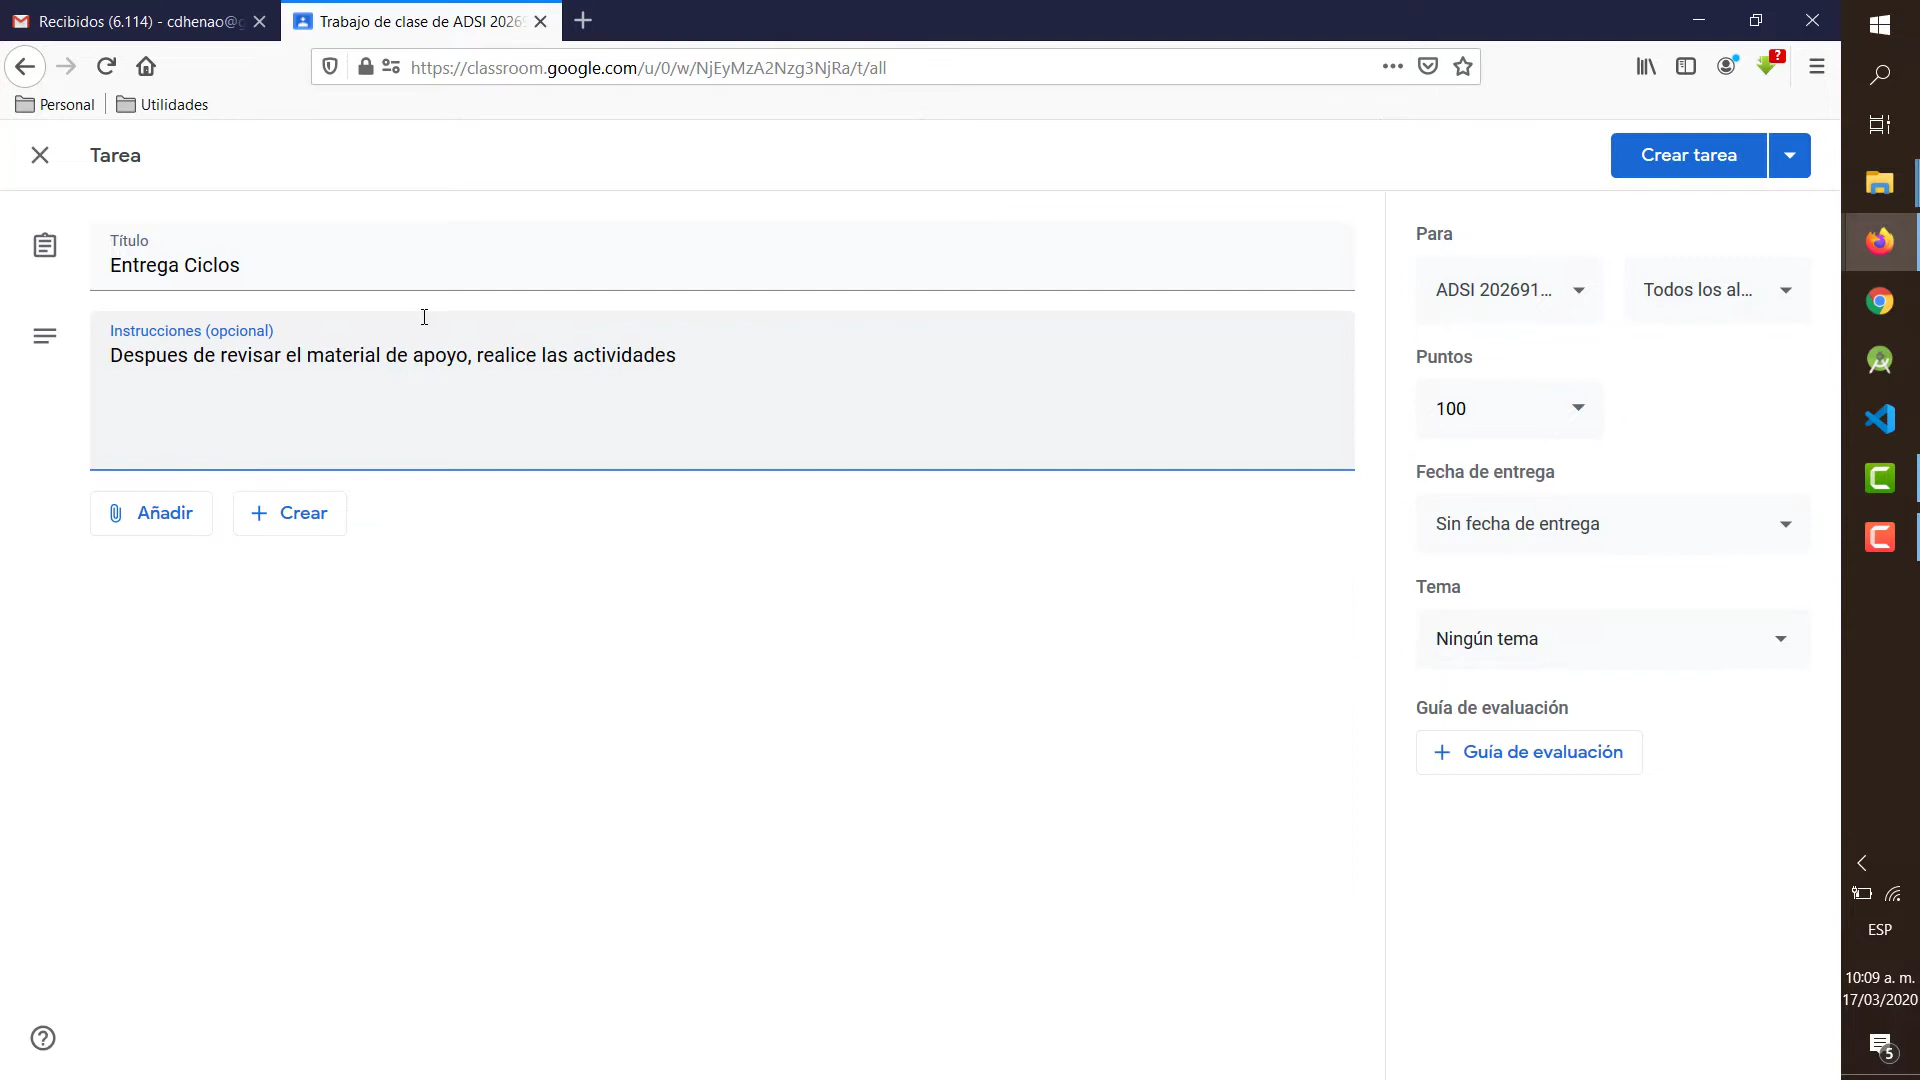 Recibidos (6.114) - cdhenao@
Trabajo de clase de ADSI 2026
https://classroom.google.com/u/0/w/NjEyMzA2Nzg3NjRa/t/all
Personal
Utilidades
Tarea
Crear tarea
Título
Entrega Ciclos
Instrucciones (opcional)
Despues de revisar el material de apoyo, realice las actividades
Añadir
Crear
Para
ADSI 202691...
Todos los al...
Puntos
100
Fecha de entrega
Sin fecha de entrega
Tema
Ningún tema
Guía de evaluación
Guía de evaluación
ESP
10:09 a. m.
17/03/2020
5